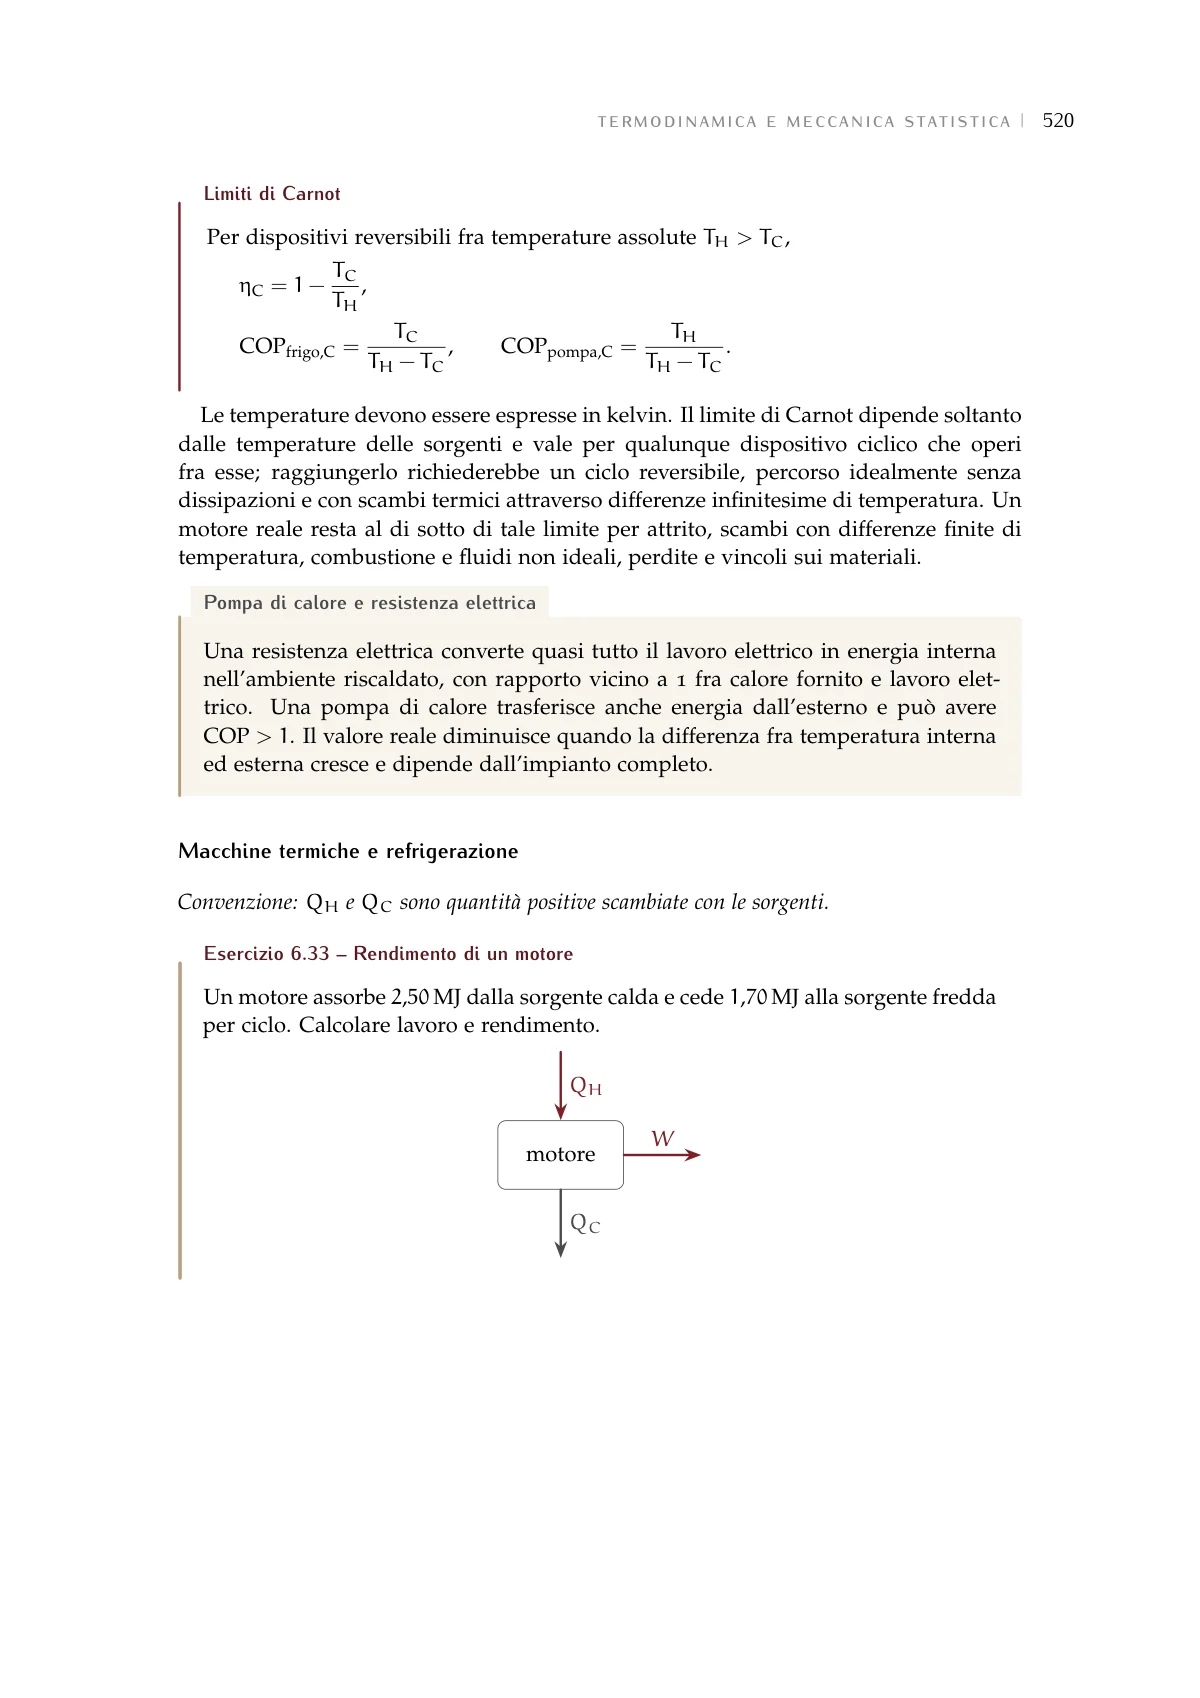 TERMODINAMICA E MECCANICA STATISTICA | 520
Limiti di Carnot
Per dispositivi reversibili fra temperature assolute T_H > T_C,
η_C = 1 − T_C/T_H,
COP_frigo,C = T_C/(T_H − T_C), COP_pompa,C = T_H/(T_H − T_C).
Le temperature devono essere espresse in kelvin. Il limite di Carnot dipende soltanto
dalle temperature delle sorgenti e vale per qualunque dispositivo ciclico che operi
fra esse; raggiungerlo richiederebbe un ciclo reversibile, percorso idealmente senza
dissipazioni e con scambi termici attraverso differenze infinitesime di temperatura. Un
motore reale resta al di sotto di tale limite per attrito, scambi con differenze finite di
temperatura, combustione e fluidi non ideali, perdite e vincoli sui materiali.
Pompa di calore e resistenza elettrica
Una resistenza elettrica converte quasi tutto il lavoro elettrico in energia interna
nell'ambiente riscaldato, con rapporto vicino a 1 fra calore fornito e lavoro elet-
trico. Una pompa di calore trasferisce anche energia dall'esterno e può avere
COP > 1. Il valore reale diminuisce quando la differenza fra temperatura interna
ed esterna cresce e dipende dall'impianto completo.
Macchine termiche e refrigerazione
Convenzione: Q_H e Q_C sono quantità positive scambiate con le sorgenti.
Esercizio 6.33 – Rendimento di un motore
Un motore assorbe 2,50 MJ dalla sorgente calda e cede 1,70 MJ alla sorgente fredda
per ciclo. Calcolare lavoro e rendimento.
Q_H
W
motore
Q_C